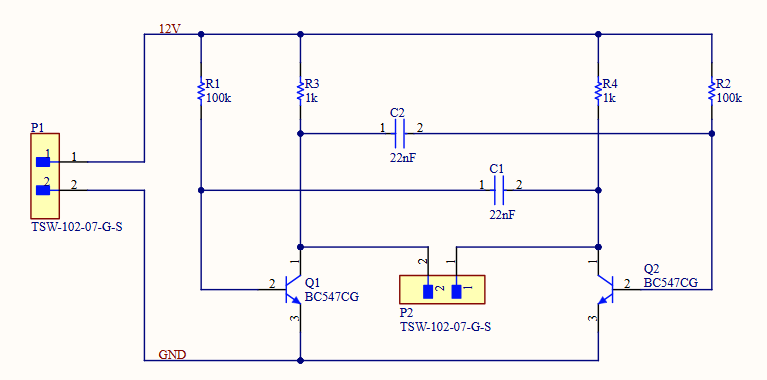 12V
R1
100k
R3
1k
R4
1k
R2
100k
C2
1
2
22nF
P1
1
1
2
2
TSW-102-07-G-S
C1
1
2
22nF
1
2
Q1
BC547CG
3
2
1
2
1
P2
TSW-102-07-G-S
1
2
Q2
BC547CG
3
GND